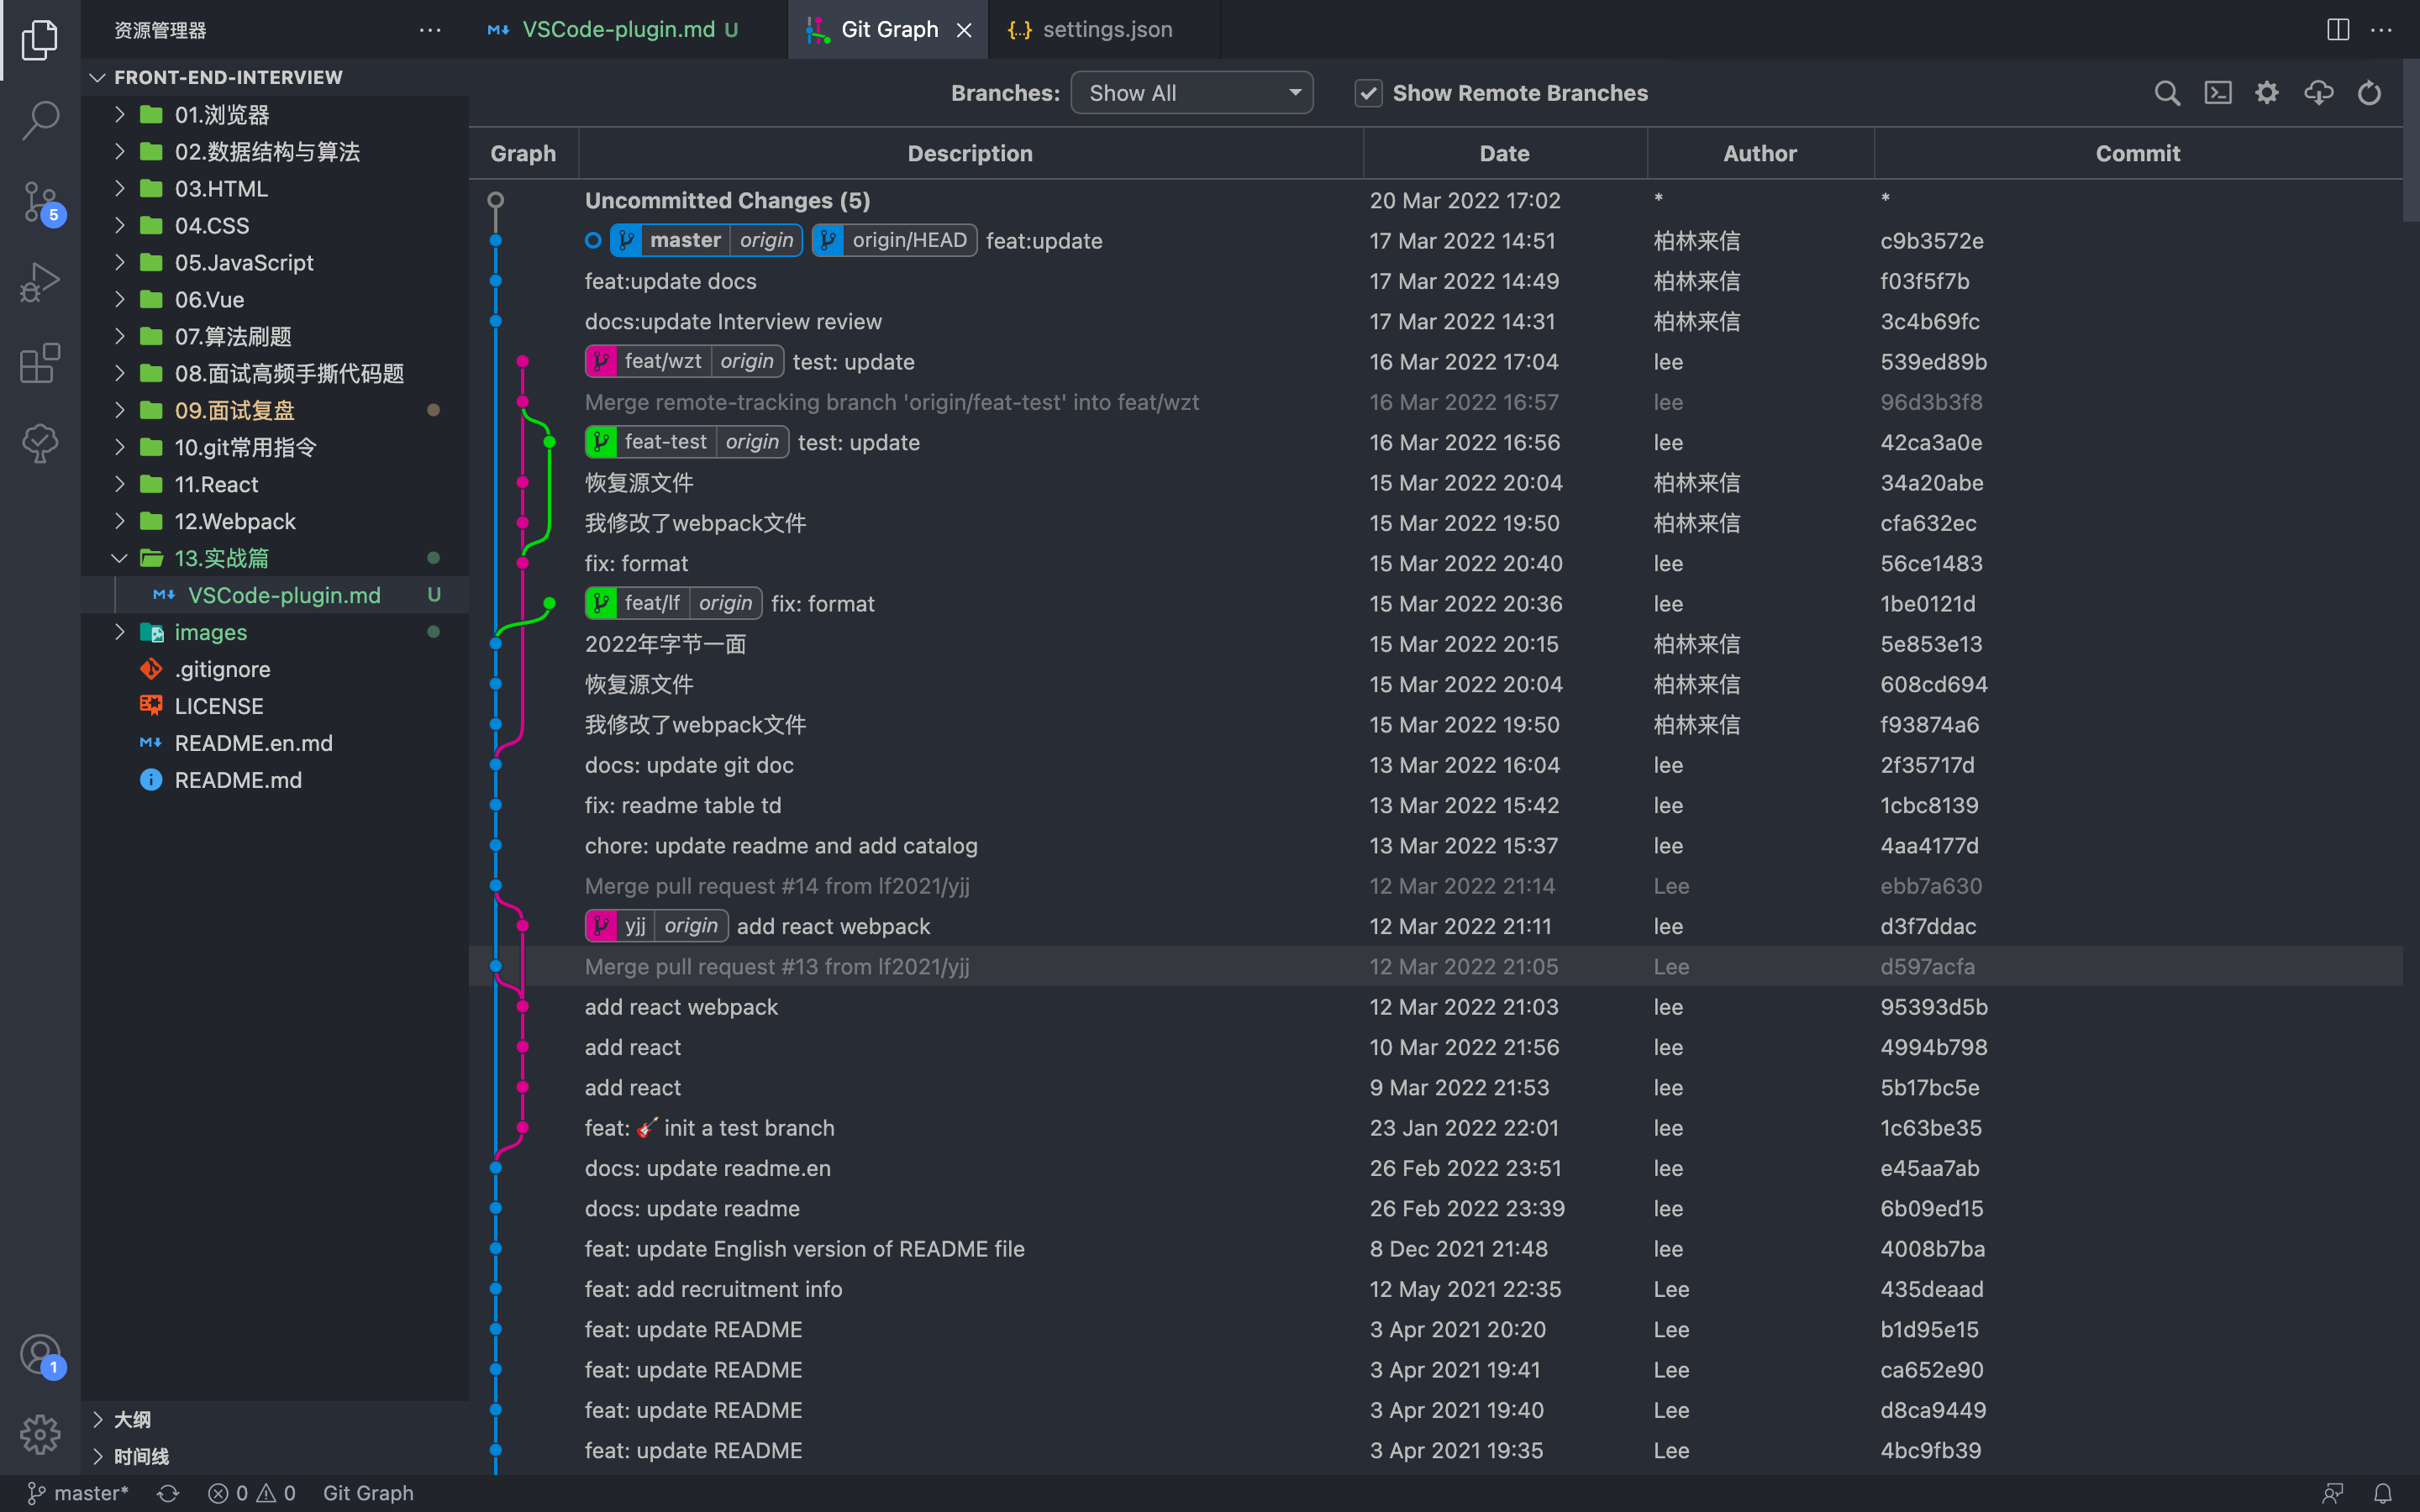 资源管理器
VSCode-plugin.md U
Git Graph
settings.json
FRONT-END-INTERVIEW
01.浏览器
02.数据结构与算法
03.HTML
04.CSS
05.JavaScript
06.Vue
07.算法刷题
08.面试高频手撕代码题
09.面试复盘
10.git常用指令
11.React
12.Webpack
13.实战篇
VSCode-plugin.md U
images
.gitignore
LICENSE
README.en.md
README.md
大纲
时间线
5
1
Branches: Show All Show Remote Branches
Graph Description Date Author Commit
Uncommitted Changes (5) 20 Mar 2022 17:02 * *
master origin origin/HEAD feat:update 17 Mar 2022 14:51 柏林来信 c9b3572e
feat:update docs 17 Mar 2022 14:49 柏林来信 f03f5f7b
docs:update Interview review 17 Mar 2022 14:31 柏林来信 3c4b69fc
feat/wzt origin test: update 16 Mar 2022 17:04 lee 539ed89b
Merge remote-tracking branch 'origin/feat-test' into feat/wzt 16 Mar 2022 16:57 lee 96d3b3f8
feat-test origin test: update 16 Mar 2022 16:56 lee 42ca3a0e
恢复源文件 15 Mar 2022 20:04 柏林来信 34a20abe
我修改了webpack文件 15 Mar 2022 19:50 柏林来信 cfa632ec
fix: format 15 Mar 2022 20:40 lee 56ce1483
feat/lf origin fix: format 15 Mar 2022 20:36 lee 1be0121d
2022年字节一面 15 Mar 2022 20:15 柏林来信 5e853e13
恢复源文件 15 Mar 2022 20:04 柏林来信 608cd694
我修改了webpack文件 15 Mar 2022 19:50 柏林来信 f93874a6
docs: update git doc 13 Mar 2022 16:04 lee 2f35717d
fix: readme table td 13 Mar 2022 15:42 lee 1cbc8139
chore: update readme and add catalog 13 Mar 2022 15:37 lee 4aa4177d
Merge pull request #14 from lf2021/yjj 12 Mar 2022 21:14 Lee ebb7a630
yjj origin add react webpack 12 Mar 2022 21:11 lee d3f7ddac
Merge pull request #13 from lf2021/yjj 12 Mar 2022 21:05 Lee d597acfa
add react webpack 12 Mar 2022 21:03 lee 95393d5b
add react 10 Mar 2022 21:56 lee 4994b798
add react 9 Mar 2022 21:53 lee 5b17bc5e
feat: 🎸 init a test branch 23 Jan 2022 22:01 lee 1c63be35
docs: update readme.en 26 Feb 2022 23:51 lee e45aa7ab
docs: update readme 26 Feb 2022 23:39 lee 6b09ed15
feat: update English version of README file 8 Dec 2021 21:48 lee 4008b7ba
feat: add recruitment info 12 May 2021 22:35 Lee 435deaad
feat: update README 3 Apr 2021 20:20 Lee b1d95e15
feat: update README 3 Apr 2021 19:41 Lee ca652e90
feat: update README 3 Apr 2021 19:40 Lee d8ca9449
feat: update README 3 Apr 2021 19:35 Lee 4bc9fb39
master* 0 0 Git Graph